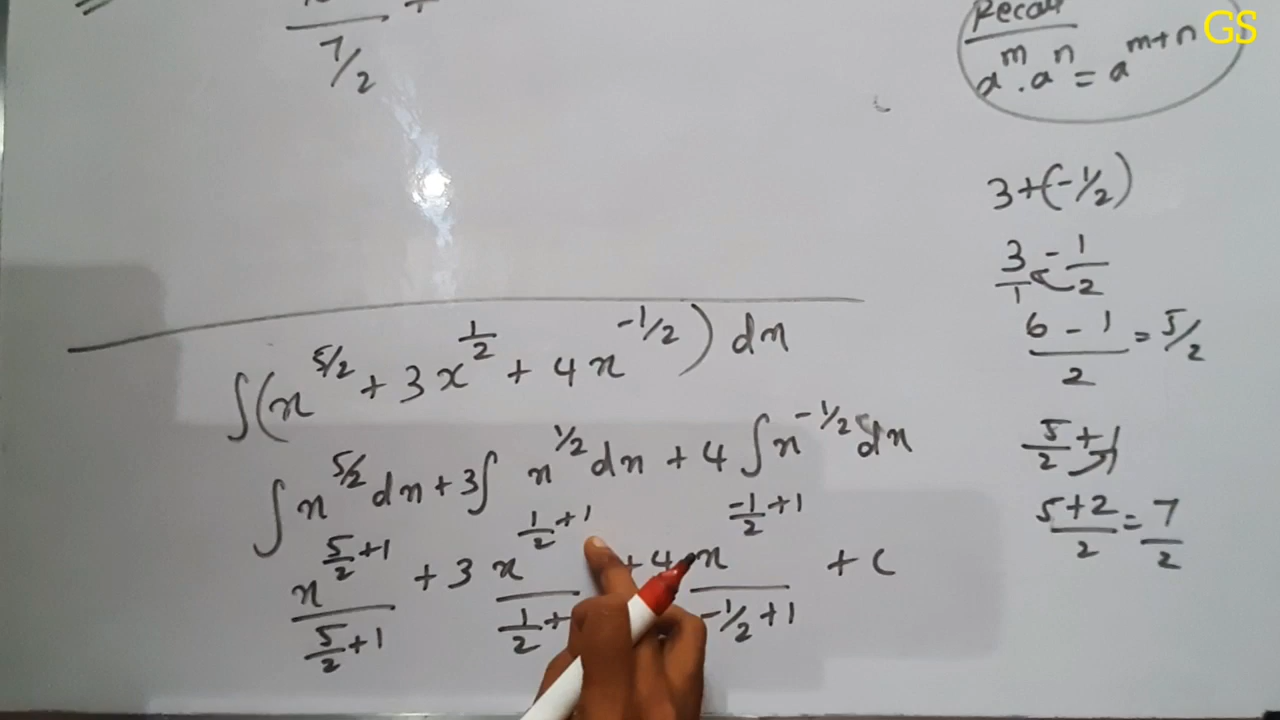 7/2 +
Recall
a^m . a^n = a^(m+n)
GS
3+(-1/2)
3/1 - 1/2
(6 - 1)/2 = 5/2
5/2 + 1
(5+2)/2 = 7/2
∫(x^(5/2) + 3x^(1/2) + 4x^(-1/2)) dx
∫ x^(5/2) dx + 3∫ x^(1/2) dx + 4 ∫ x^(-1/2) dx
x^(5/2+1)/(5/2+1) + 3 x^(1/2+1)/(1/2+ + 4 x^(-1/2+1)/(-1/2+1) + c